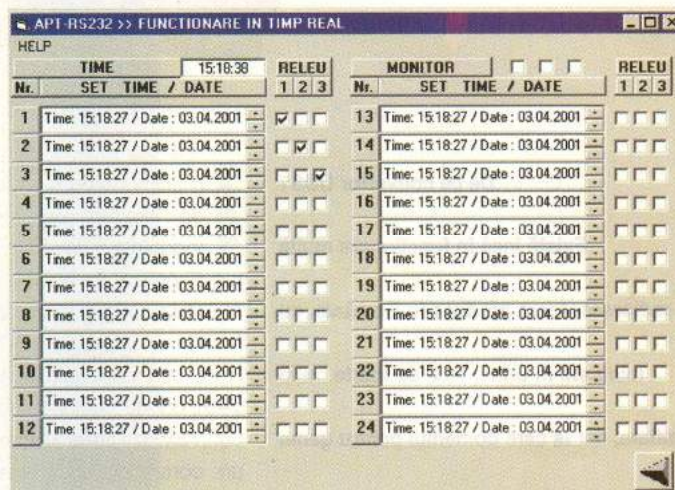 APT-RS232 >> FUNCTIONARE IN TIMP REAL
HELP
TIME 15:18:38 RELEU
Nr. SET TIME / DATE 1 2 3
1 Time: 15:18:27 / Date : 03.04.2001
2 Time: 15:18:27 / Date : 03.04.2001
3 Time: 15:18:27 / Date : 03.04.2001
4 Time: 15:18:27 / Date : 03.04.2001
5 Time: 15:18:27 / Date : 03.04.2001
6 Time: 15:18:27 / Date : 03.04.2001
7 Time: 15:18:27 / Date : 03.04.2001
8 Time: 15:18:27 / Date : 03.04.2001
9 Time: 15:18:27 / Date : 03.04.2001
10 Time: 15:18:27 / Date : 03.04.2001
11 Time: 15:18:27 / Date : 03.04.2001
12 Time: 15:18:27 / Date : 03.04.2001
MONITOR RELEU
Nr. SET TIME / DATE 1 2 3
13 Time: 15:18:27 / Date : 03.04.2001
14 Time: 15:18:27 / Date : 03.04.2001
15 Time: 15:18:27 / Date : 03.04.2001
16 Time: 15:18:27 / Date : 03.04.2001
17 Time: 15:18:27 / Date : 03.04.2001
18 Time: 15:18:27 / Date : 03.04.2001
19 Time: 15:18:27 / Date : 03.04.2001
20 Time: 15:18:27 / Date : 03.04.2001
21 Time: 15:18:27 / Date : 03.04.2001
22 Time: 15:18:27 / Date : 03.04.2001
23 Time: 15:18:27 / Date : 03.04.2001
24 Time: 15:18:27 / Date : 03.04.2001